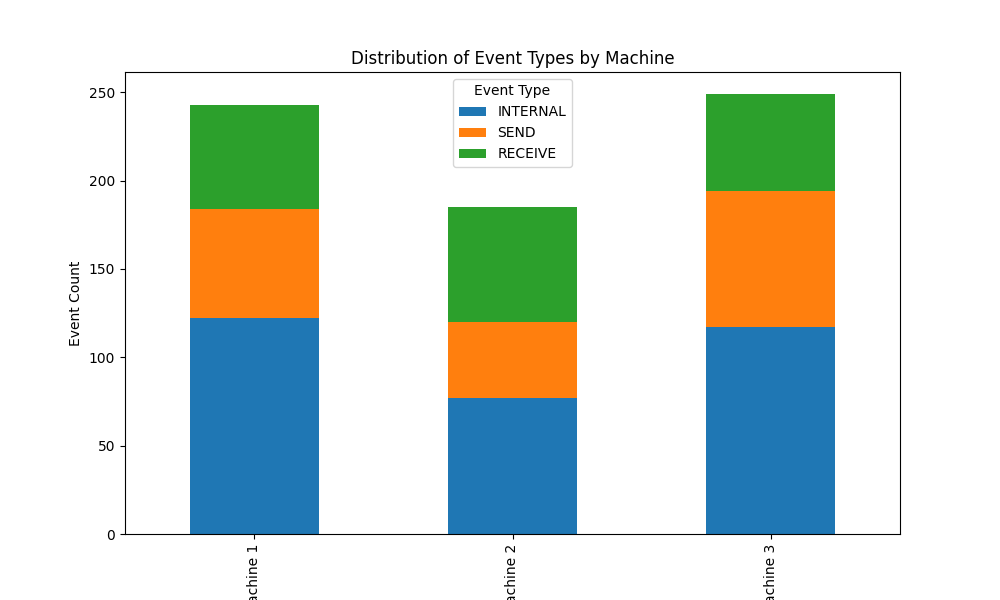 Distribution of Event Types by Machine
Event Type
INTERNAL
SEND
RECEIVE
Event Count
250
200
150
100
50
0
achine 1
achine 2
achine 3